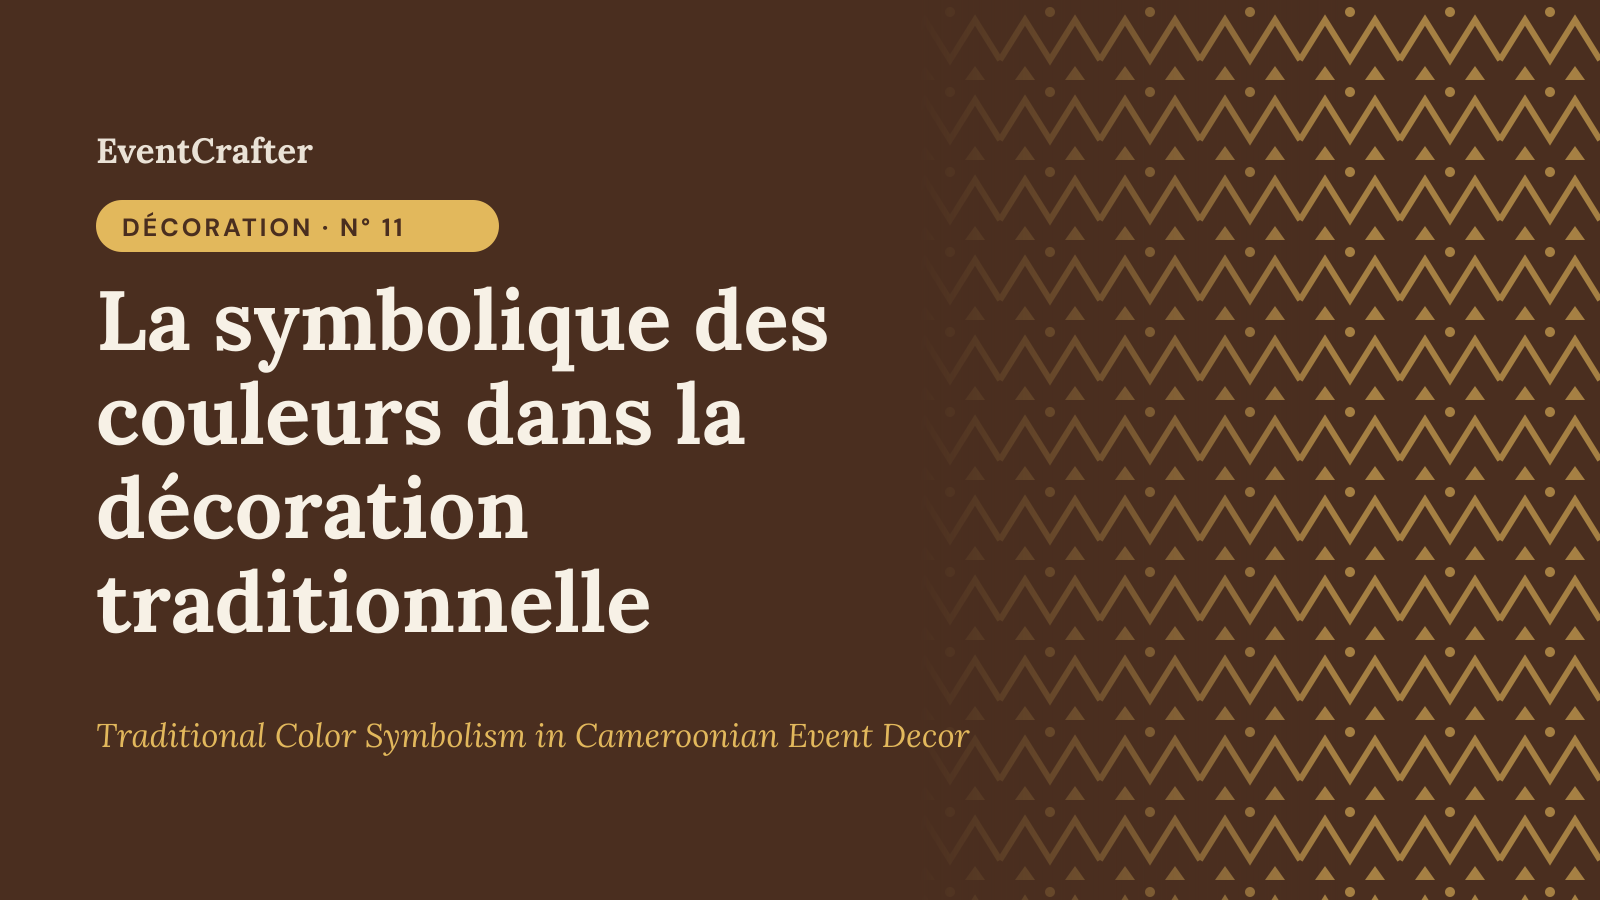 EventCrafter
DÉCORATION · N° 11
La symbolique des
couleurs dans la
décoration
traditionnelle
Traditional Color Symbolism in Cameroonian Event Decor